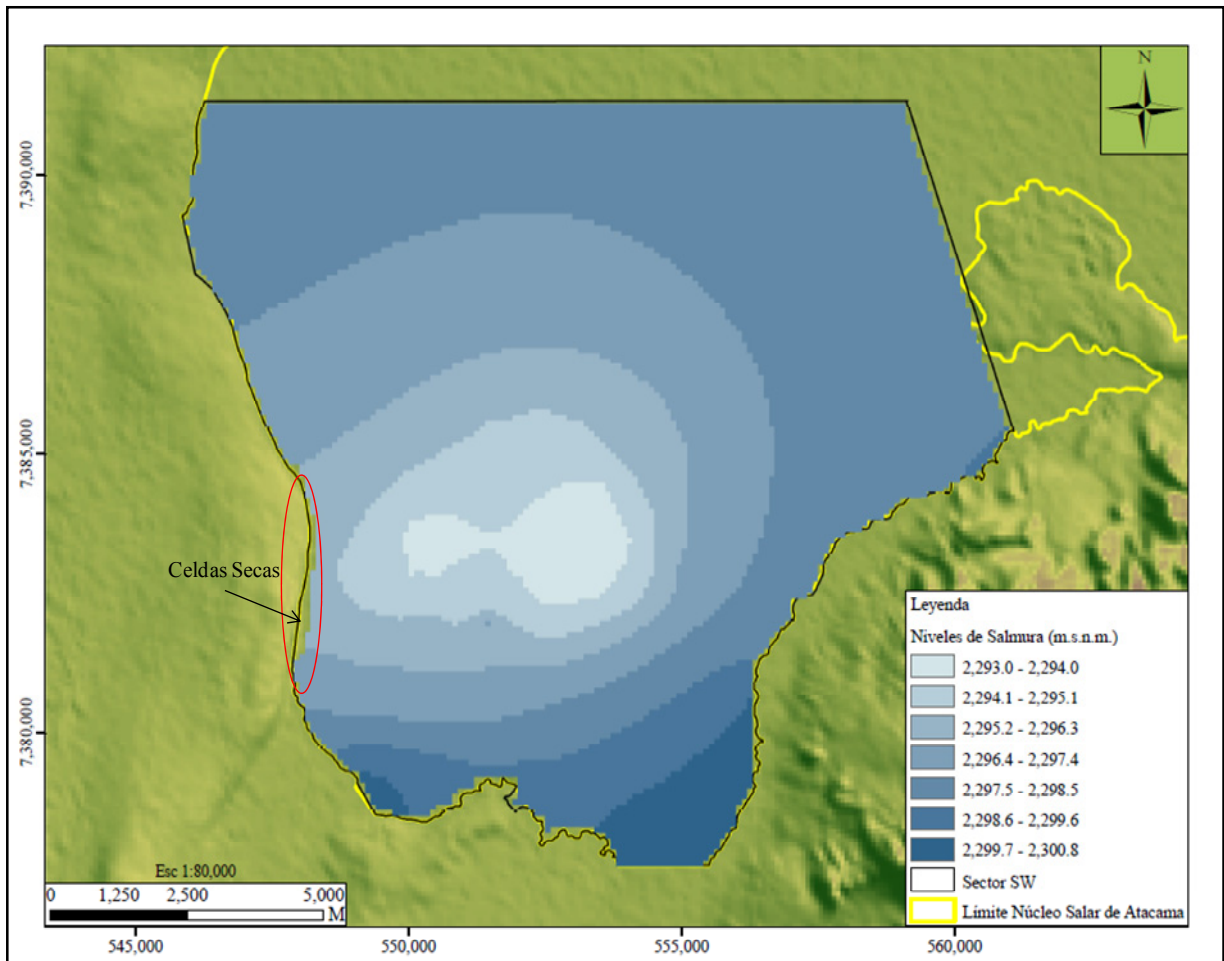 N
7,390,000
7,385,000
7,380,000
Celdas Secas
Leyenda
Niveles de Salmura (m.s.n.m.)
2,293.0 - 2,294.0
2,294.1 - 2,295.1
2,295.2 - 2,296.3
2,296.4 - 2,297.4
2,297.5 - 2,298.5
2,298.6 - 2,299.6
2,299.7 - 2,300.8
Sector SW
Límite Núcleo Salar de Atacama
Esc 1:80,000
0 1,250 2,500 5,000
M
545,000 550,000 555,000 560,000